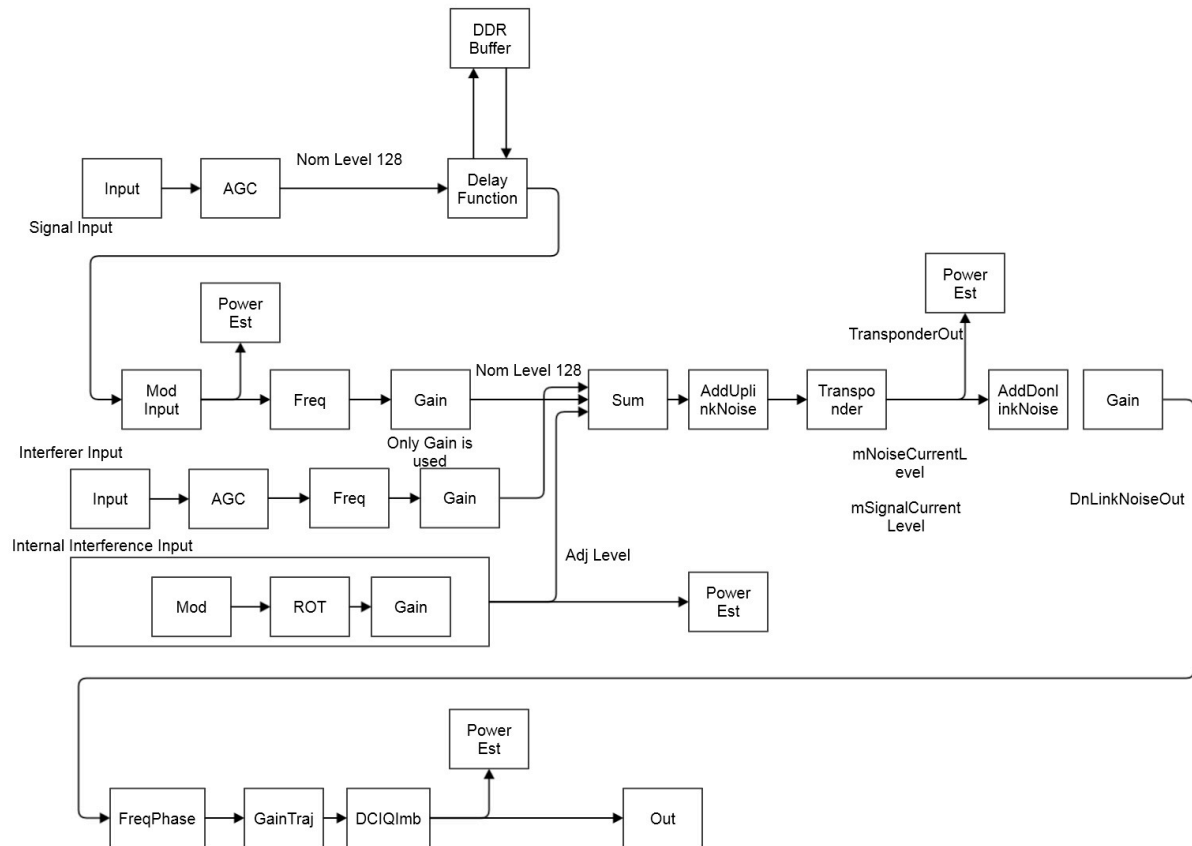 DDR
Buffer
Nom Level 128
Input
AGC
Delay
Function
Signal Input
Power
Est
Power
Est
TransponderOut
Nom Level 128
Mod
Input
Freq
Gain
Sum
AddUpli
nkNoise
Transpo
nder
AddDonl
inkNoise
Gain
Only Gain is
used
Interferer Input
mNoiseCurrentL
evel
Input
AGC
Freq
Gain
mSignalCurrent
Level
DnLinkNoiseOut
Internal Interference Input
Adj Level
Mod
ROT
Gain
Power
Est
Power
Est
FreqPhase
GainTraj
DCIQImb
Out